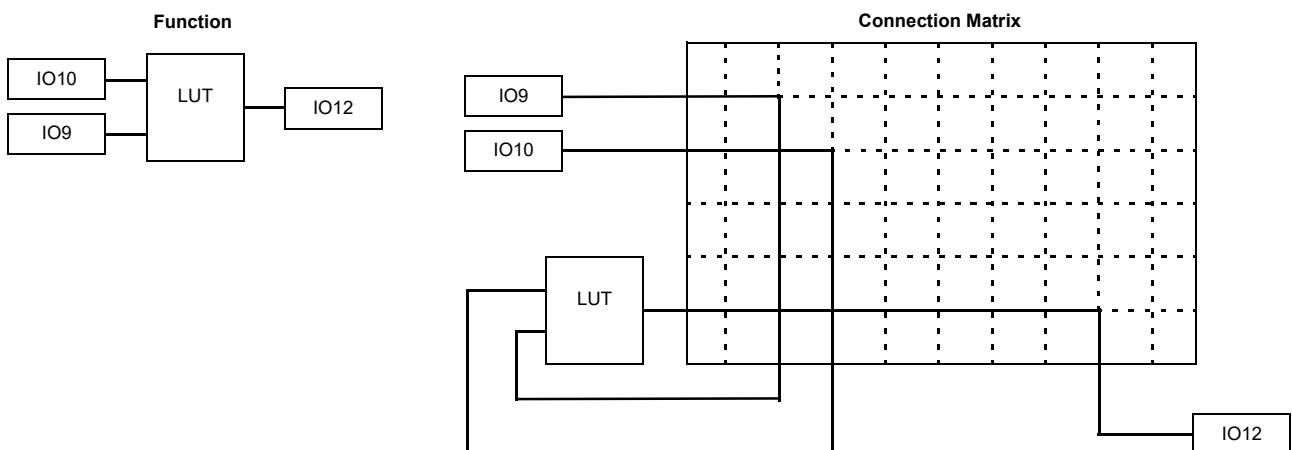 Function
IO10
LUT
IO12
IO9
Connection Matrix
IO9
IO10
LUT
IO12